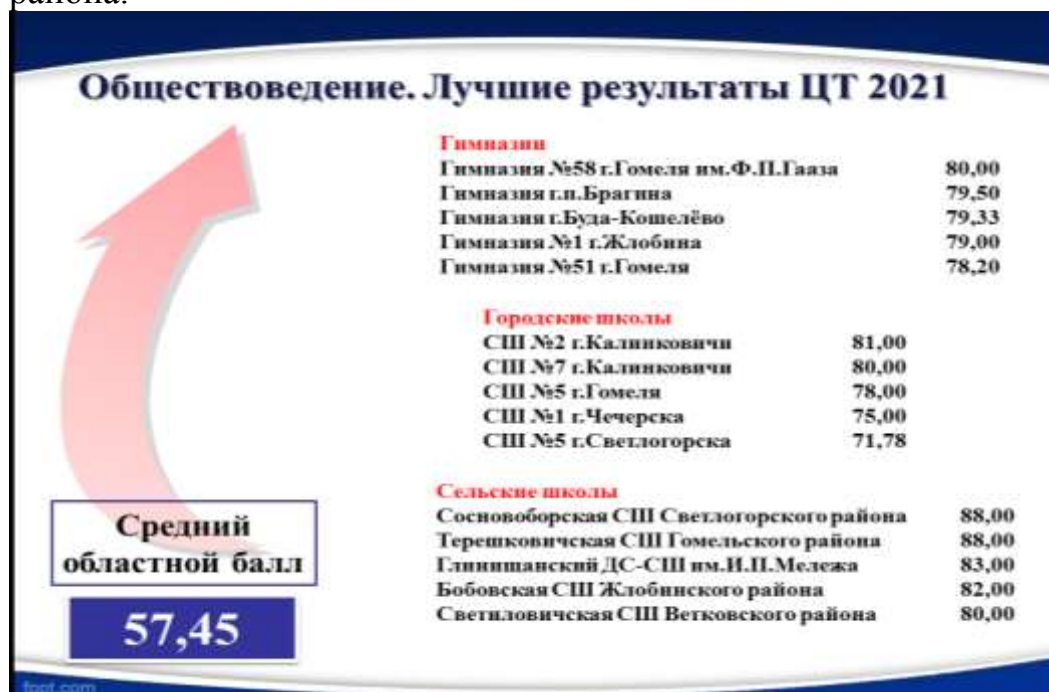 района.
Обществоведение. Лучшие результаты ЦТ 2021
Гимназии
Гимназия №58 г.Гомеля им.Ф.П.Гааза 80,00
Гимназия г.п.Брагина 79,50
Гимназия г.Буда-Кошелёво 79,33
Гимназия №1 г.Жлобина 79,00
Гимназия №51 г.Гомеля 78,20
Городские школы
СШ №2 г.Калинковичи 81,00
СШ №7 г.Калинковичи 80,00
СШ №5 г.Гомеля 78,00
СШ №1 г.Чечерска 75,00
СШ №5 г.Светлогорска 71,78
Сельские школы
Сосновоборская СШ Светлогорского района 88,00
Терешковичская СШ Гомельского района 88,00
Глинищанский ДС-СШ им.И.П.Мележа 83,00
Бобовская СШ Жлобинского района 82,00
Светиловичская СШ Ветковского района 80,00
Средний
областной балл
57,45
fppt.com